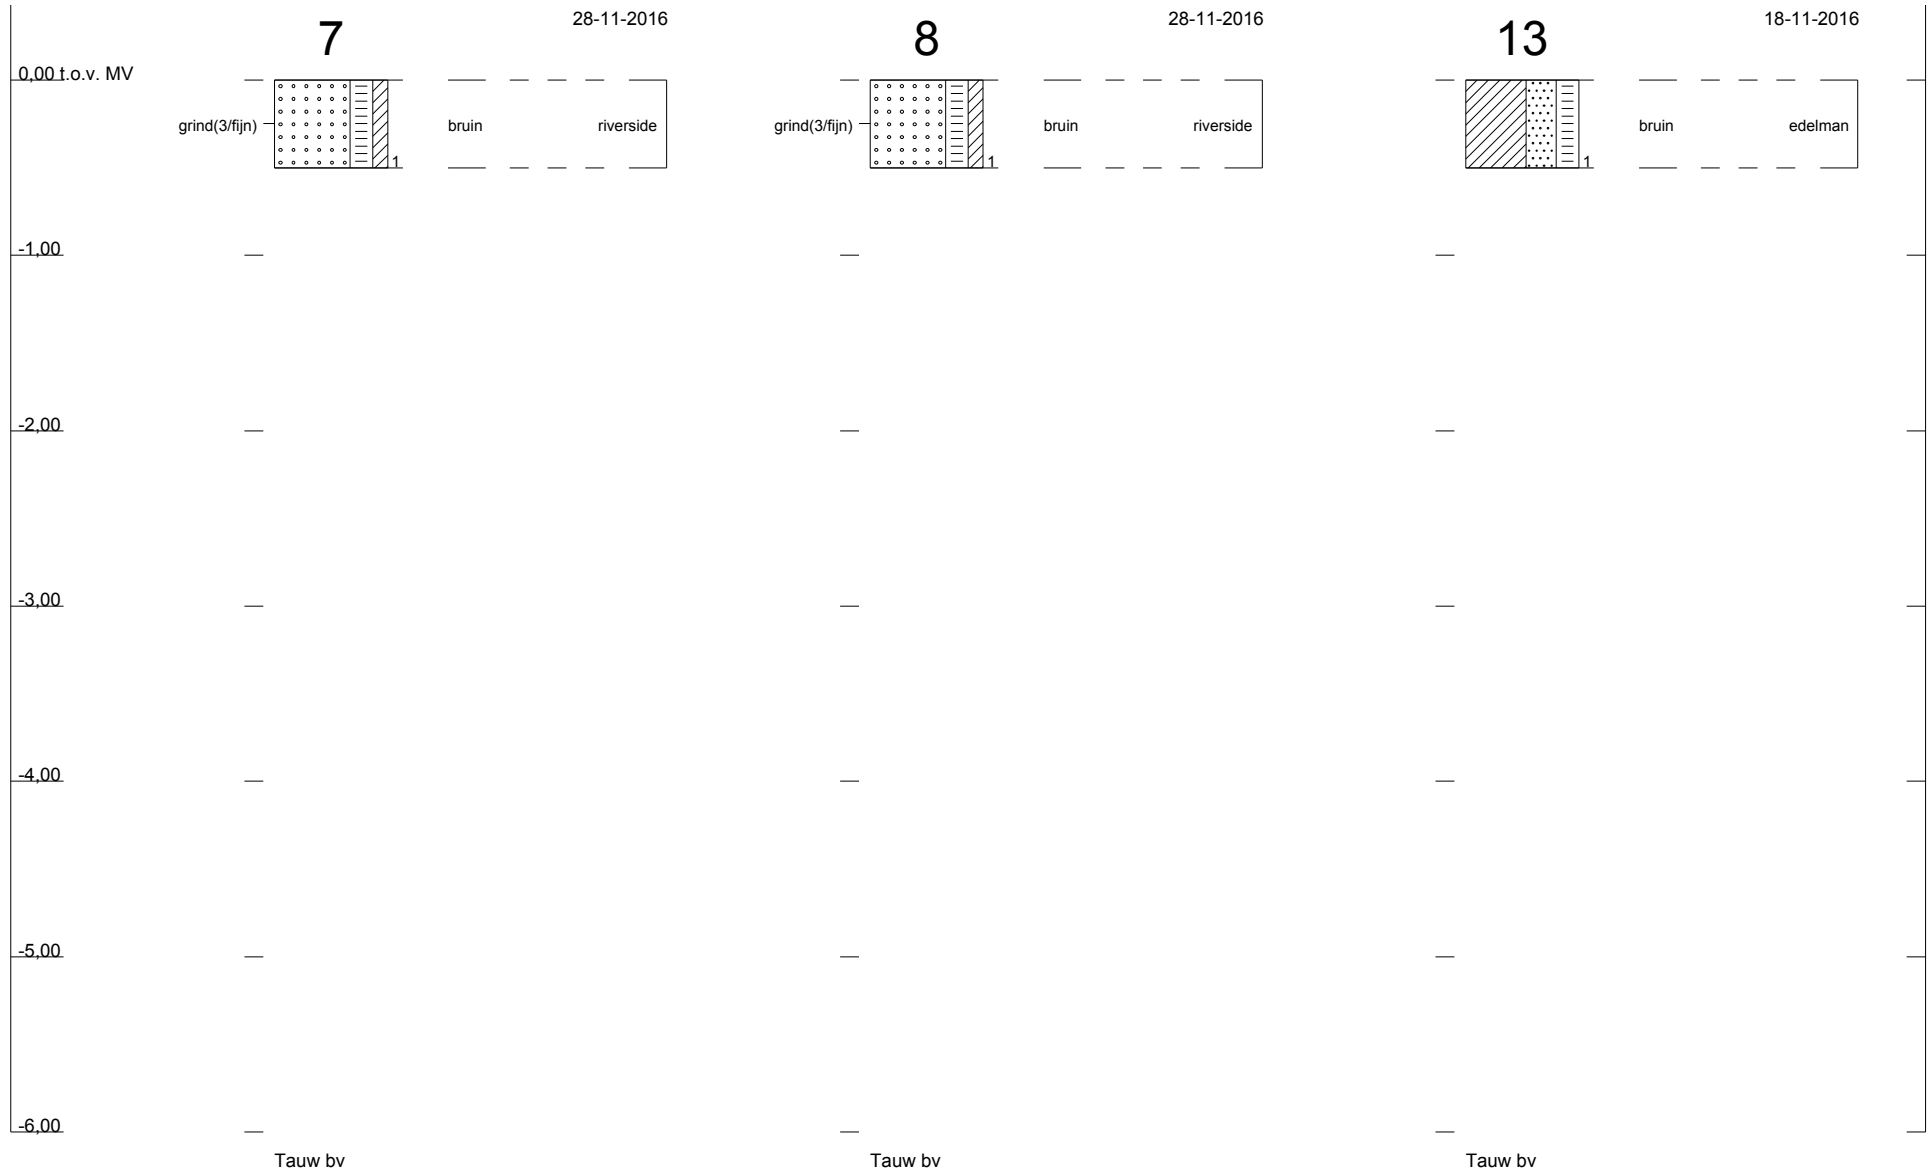 7 28-11-2016 8 28-11-2016 13 18-11-2016
0,00 t.o.v. MV
grind(3/fijn) bruin riverside grind(3/fijn) bruin riverside bruin edelman
1 1 1
-1,00
-2,00
-3,00
-4,00
-5,00
-6,00
Tauw bv Tauw bv Tauw bv